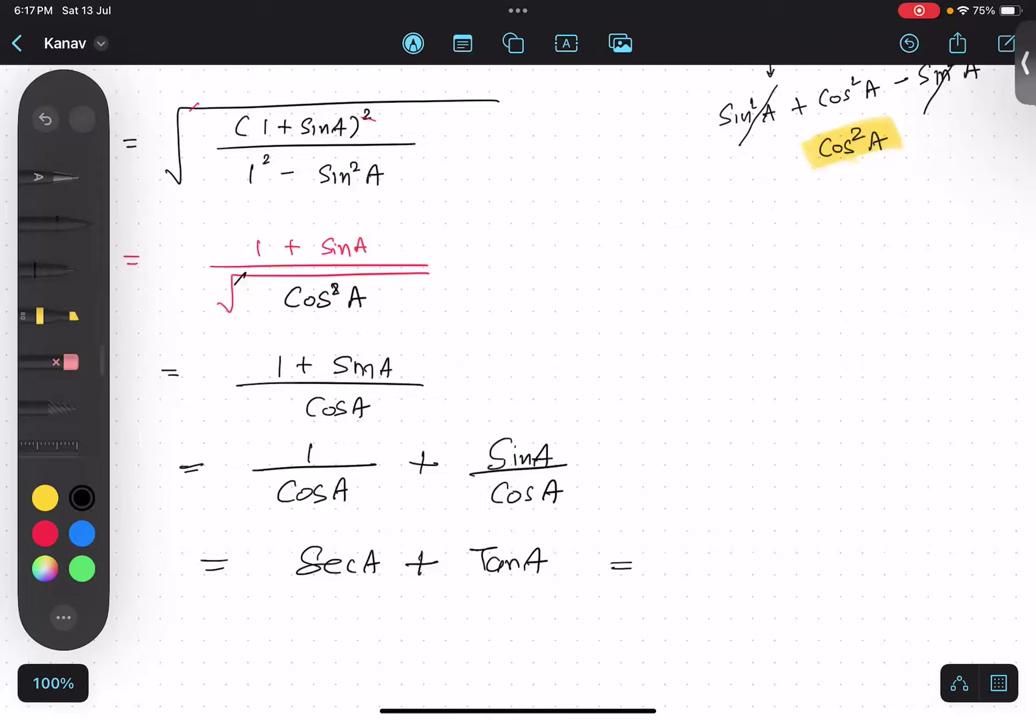 6:17 PM Sat 13 Jul
75%
Kanav
Sin²A + Cos²A - Sin²A
Cos²A
= √((1 + SinA)² / (1² - Sin²A))
= (1 + SinA) / √(Cos²A)
= (1 + SinA) / CosA
= 1 / CosA + SinA / CosA
= SecA + TanA =
100%